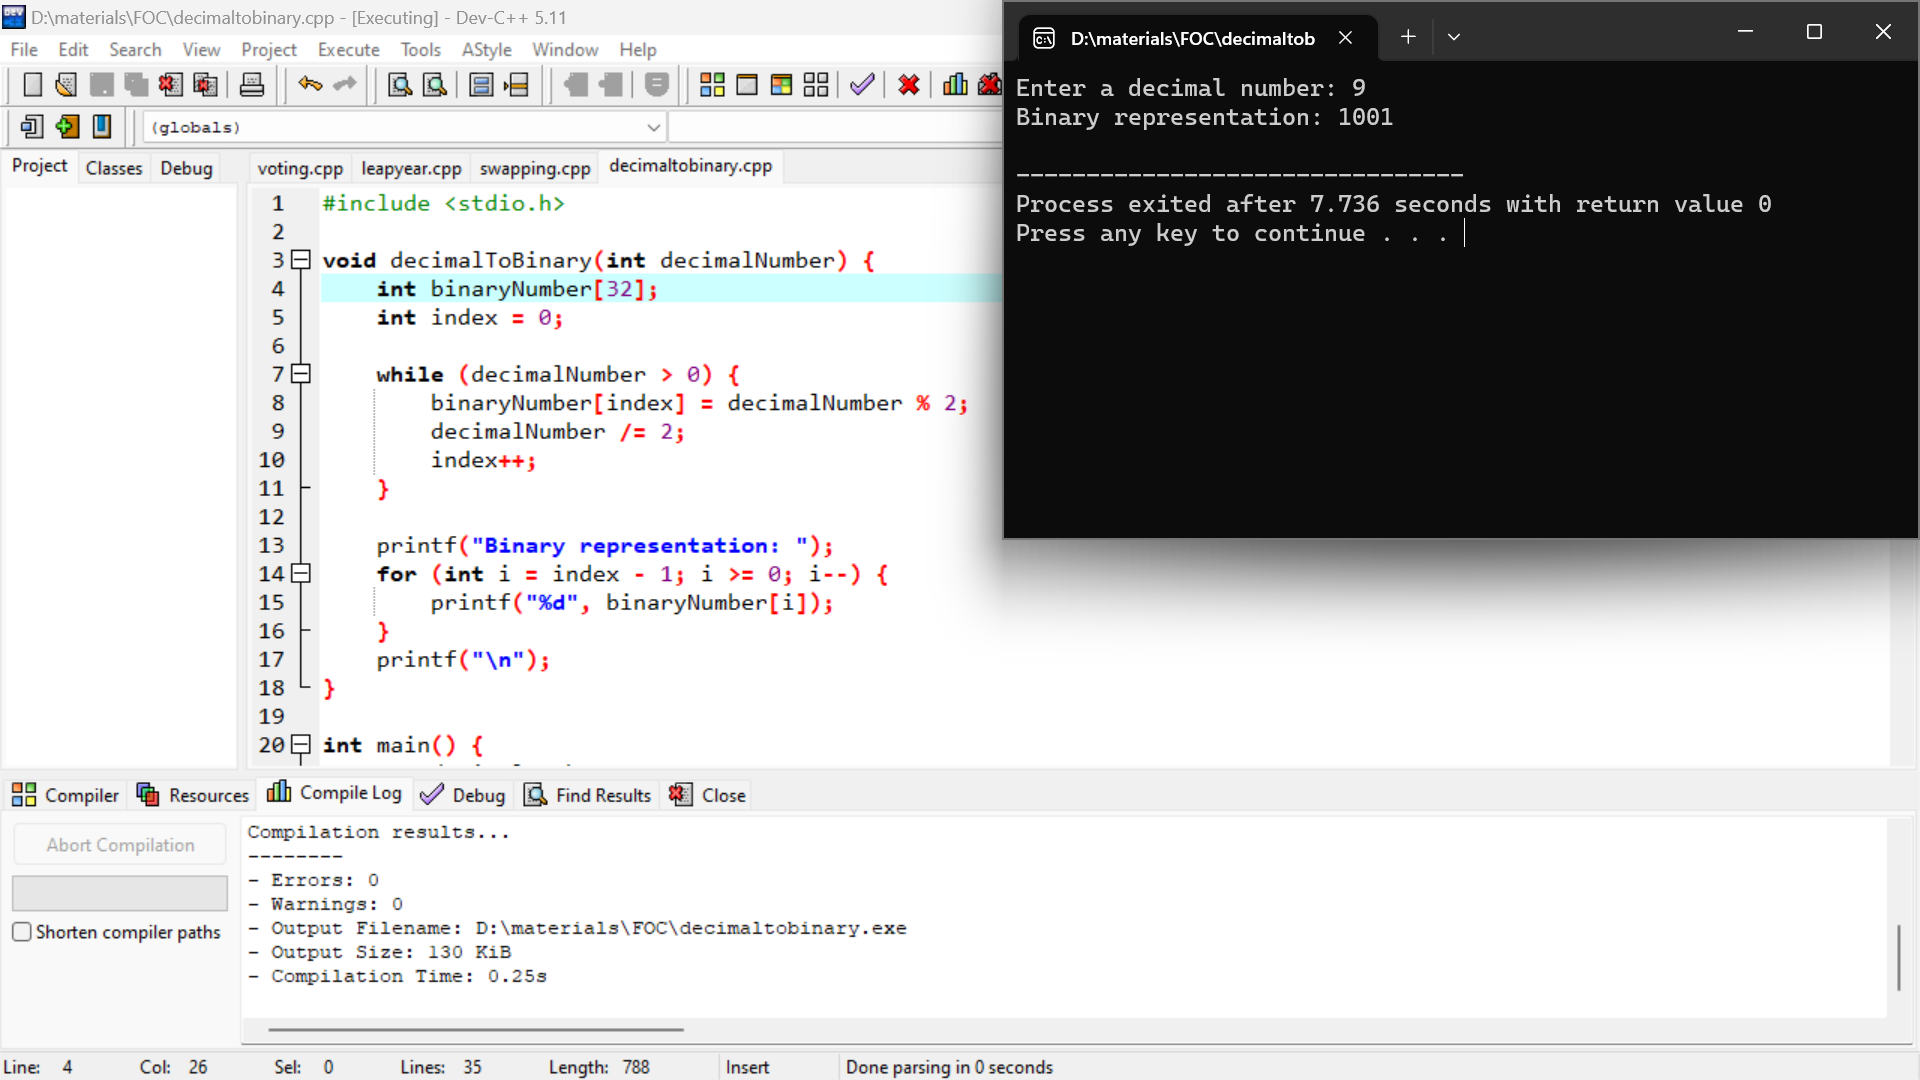 D:\materials\FOC\decimaltobinary.cpp - [Executing] - Dev-C++ 5.11
File Edit Search View Project Execute Tools AStyle Window Help
(globals)
Project Classes Debug
voting.cpp leapyear.cpp swapping.cpp decimaltobinary.cpp
1 #include <stdio.h>
2
3 void decimalToBinary(int decimalNumber) {
4 int binaryNumber[32];
5 int index = 0;
6
7 while (decimalNumber > 0) {
8 binaryNumber[index] = decimalNumber % 2;
9 decimalNumber /= 2;
10 index++;
11 }
12
13 printf("Binary representation: ");
14 for (int i = index - 1; i >= 0; i--) {
15 printf("%d", binaryNumber[i]);
16 }
17 printf("\n");
18 }
19
20 int main() {
D:\materials\FOC\decimaltob
Enter a decimal number: 9
Binary representation: 1001
--------------------------------
Process exited after 7.736 seconds with return value 0
Press any key to continue . . .
Compiler Resources Compile Log Debug Find Results Close
Abort Compilation
Shorten compiler paths
Compilation results...
--------
- Errors: 0
- Warnings: 0
- Output Filename: D:\materials\FOC\decimaltobinary.exe
- Output Size: 130 KiB
- Compilation Time: 0.25s
Line: 4 Col: 26 Sel: 0 Lines: 35 Length: 788 Insert Done parsing in 0 seconds